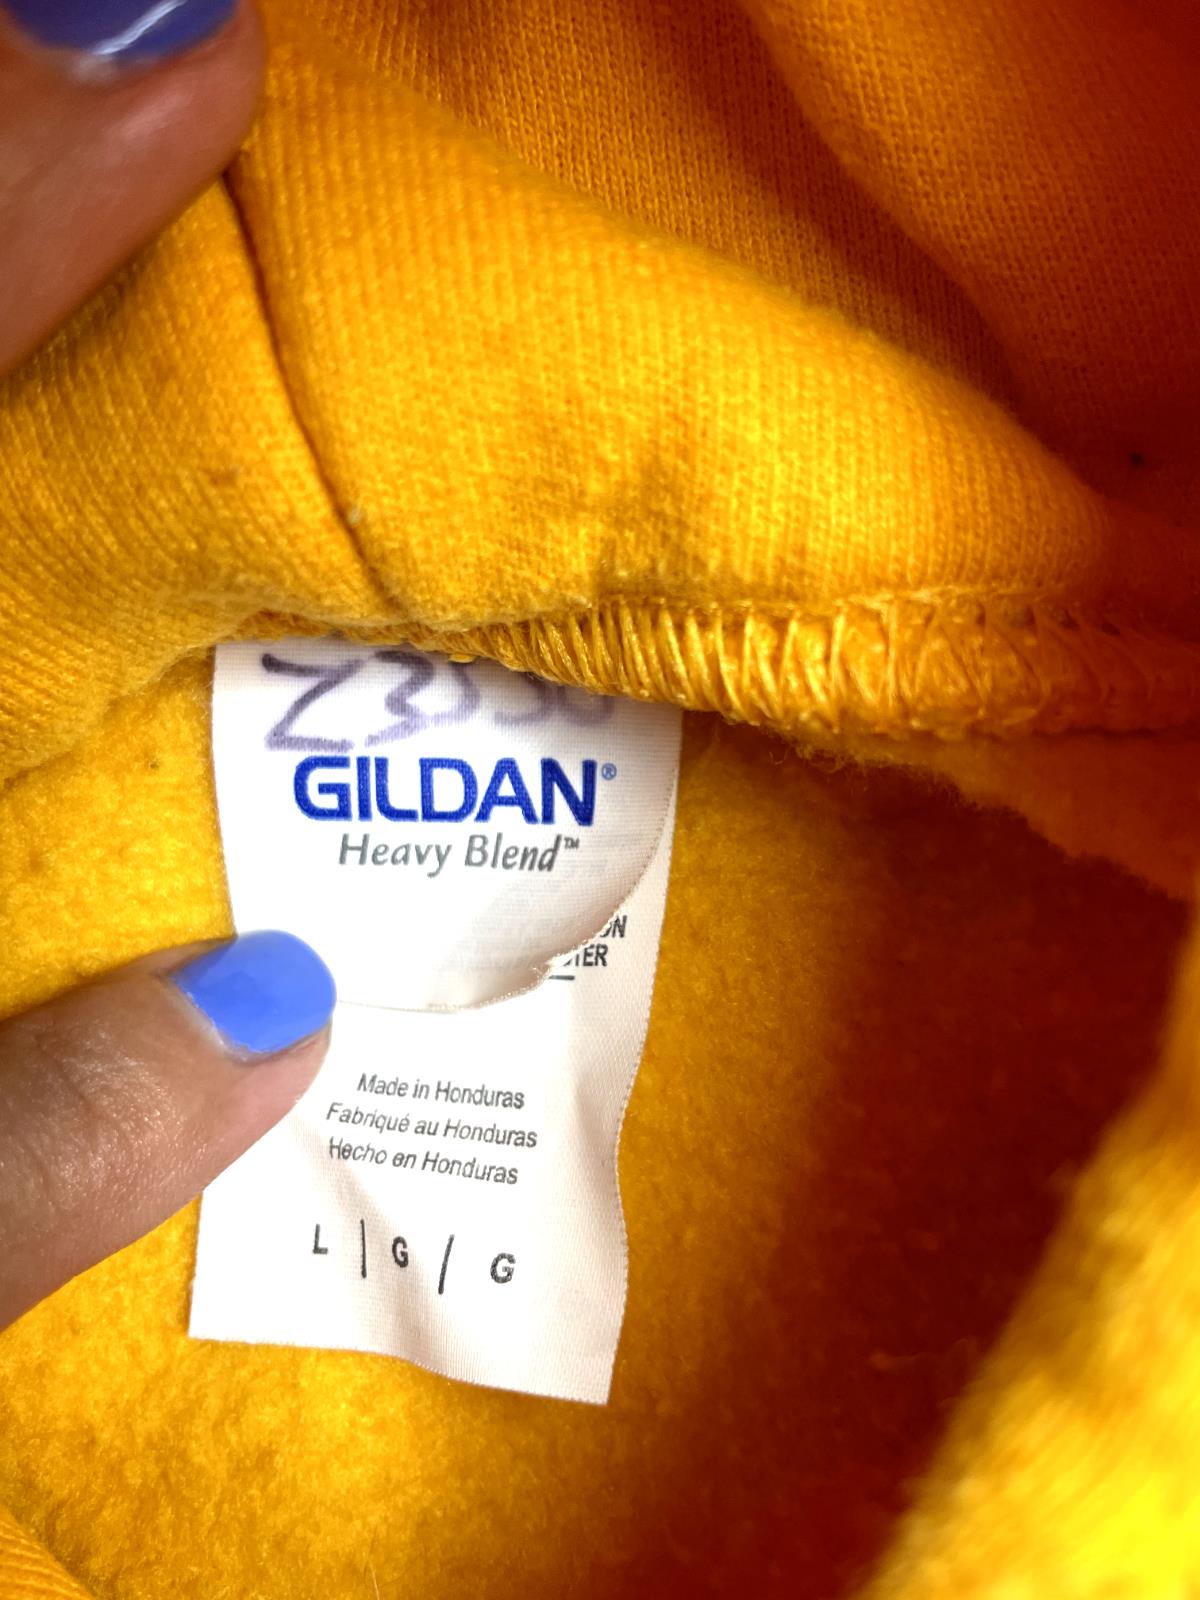 GILDAN®
Heavy Blend™
Made in Honduras
Fabriqué au Honduras
Hecho en Honduras
L | G / G